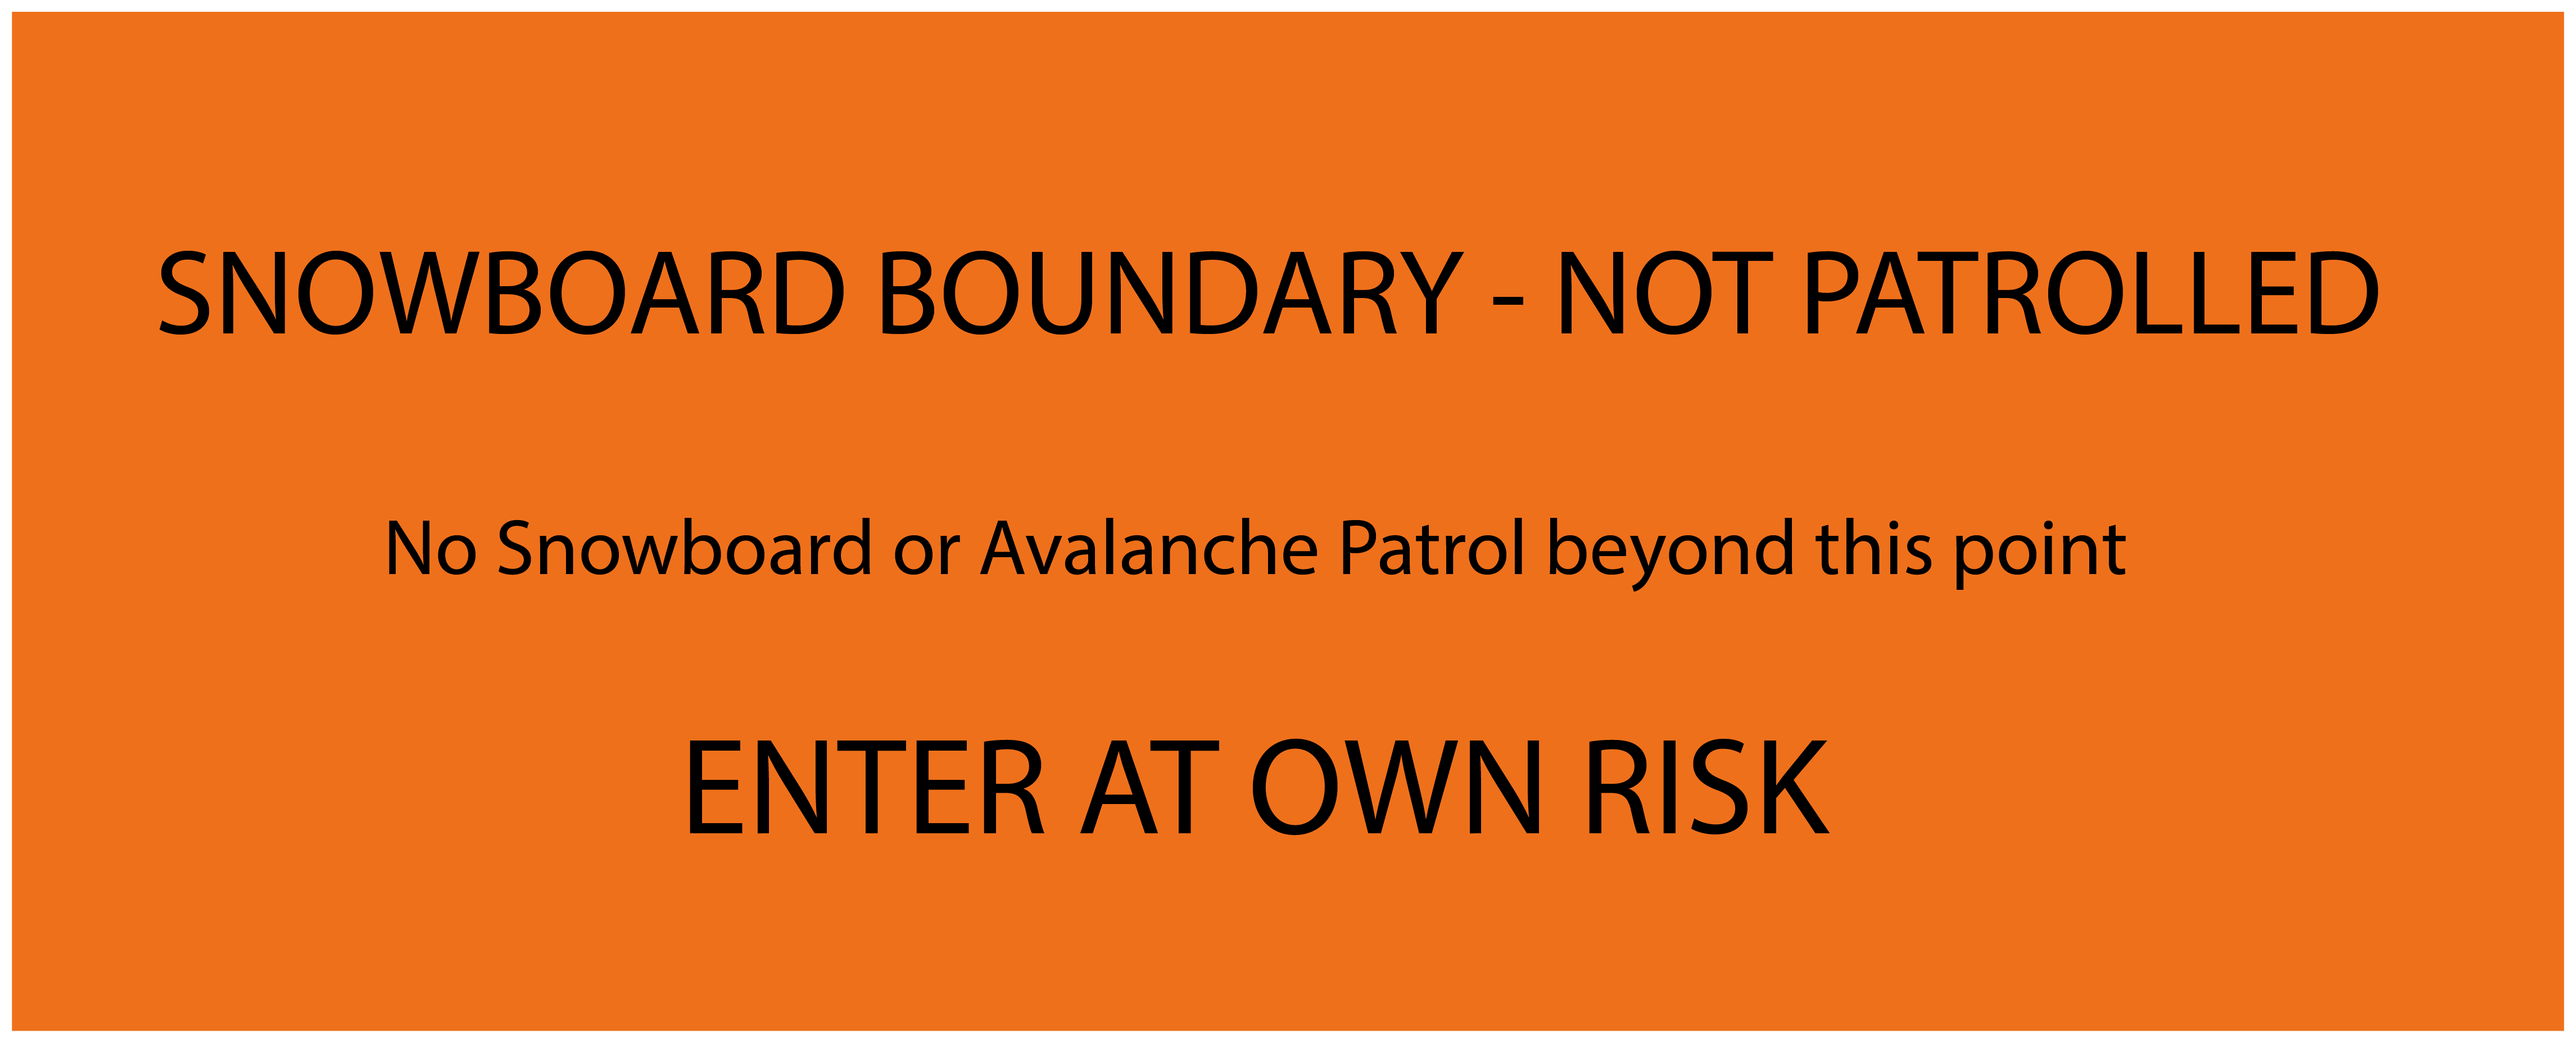 SNOWBOARD BOUNDARY - NOT PATROLLED
No Snowboard or Avalanche Patrol beyond this point
ENTER AT OWN RISK